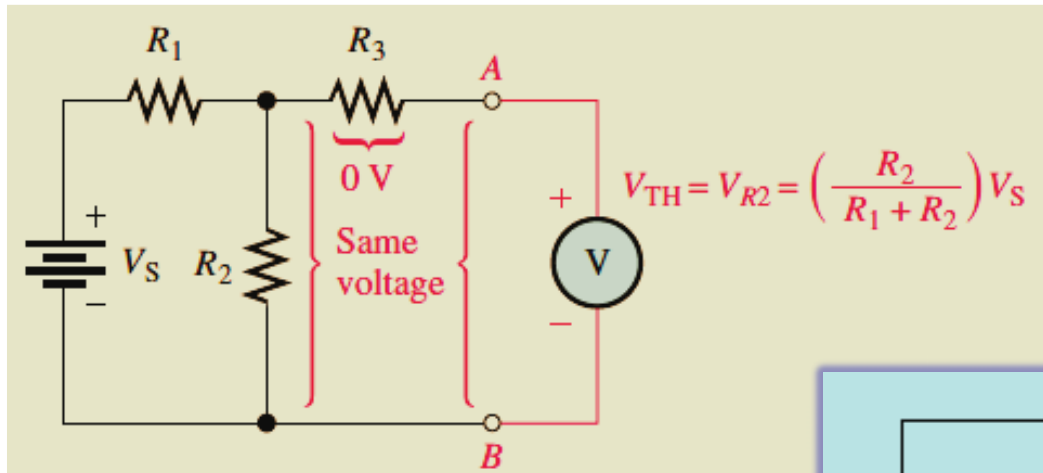 R1 R3 A
0 V
+ +
VS R2 Same voltage V
− −
B
VTH = VR2 = (R2 / (R1 + R2)) VS